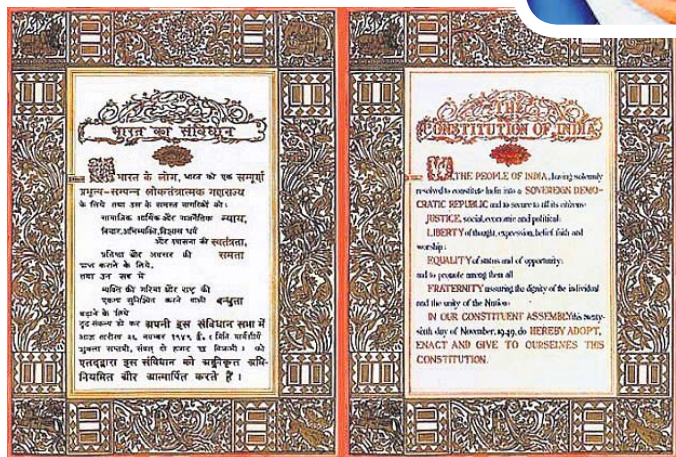 भारत का संविधान
हम भारत के लोग, भारत को एक सम्पूर्ण
प्रभुत्व-सम्पन्न लोकतंत्रात्मक गणराज्य
के लिये तथा उस के समस्त नागरिकों को:
सामाजिक आर्थिक और राजनैतिक न्याय,
विचार, अभिव्यक्ति, विश्वास धर्म
और उपासना की स्वतंत्रता,
प्रतिष्ठा और अवसर की समता
प्राप्त कराने के लिये,
तथा उन सब में
व्यक्ति की गरिमा और राष्ट्र की
एकता सुनिश्चित करने वाली बन्धुता
बढ़ाने के लिये
दृढ़ संकल्प हो कर अपनी इस संविधान सभा में
आज तारीख २६ नवम्बर १९४९ ई. ( मिति मार्गशीर्ष
शुक्ला सप्तमी, संवत् दो हजार छह विक्रमी ) को
एतद्द्वारा इस संविधान को अङ्गीकृत अधि-
नियमित और आत्मार्पित करते हैं ।
THE
CONSTITUTION OF INDIA
WE, THE PEOPLE OF INDIA, having solemnly
resolved to constitute India into a SOVEREIGN DEMO-
CRATIC REPUBLIC and to secure to all its citizens:
JUSTICE, social, economic and political;
LIBERTY of thought, expression, belief, faith and
worship;
EQUALITY of status and of opportunity;
and to promote among them all
FRATERNITY assuring the dignity of the individual
and the unity of the Nation;
IN OUR CONSTITUENT ASSEMBLY this twenty-
sixth day of November, 1949, do HEREBY ADOPT,
ENACT AND GIVE TO OURSELVES THIS
CONSTITUTION.